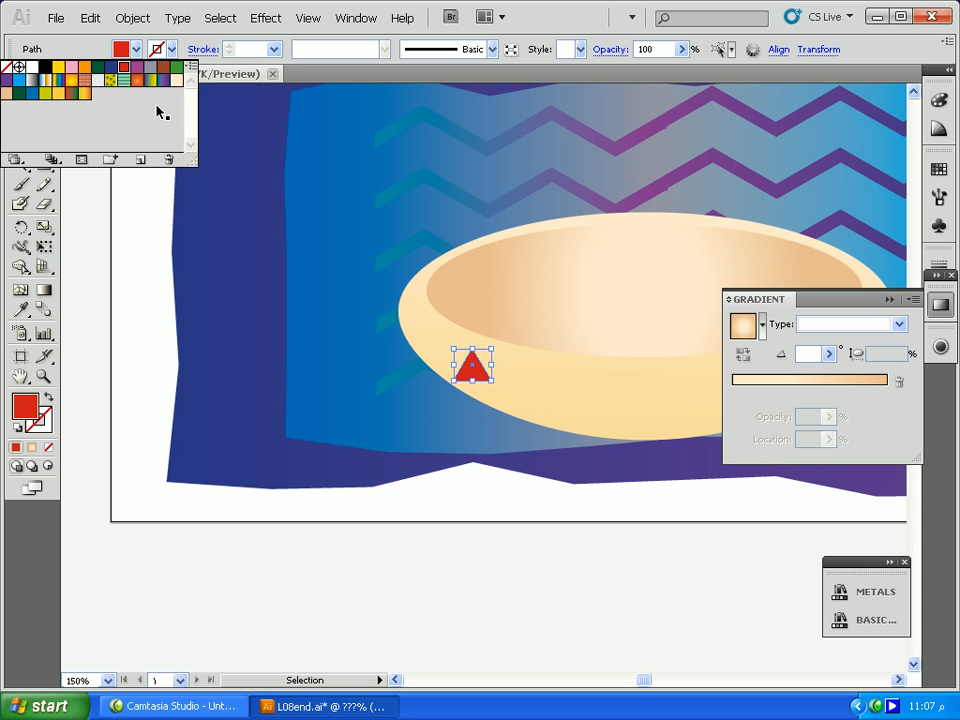 Ai File Edit Object Type Select Effect View Window Help Br CS Live
Path Stroke: Basic Style: Opacity: 100 % Align Transform
YK/Preview)
GRADIENT
Type:
° %
Opacity: %
Location: %
METALS
BASIC...
150% ١ Selection
start Camtasia Studio - Unt... L08end.ai* @ ???% (... 11:07 م